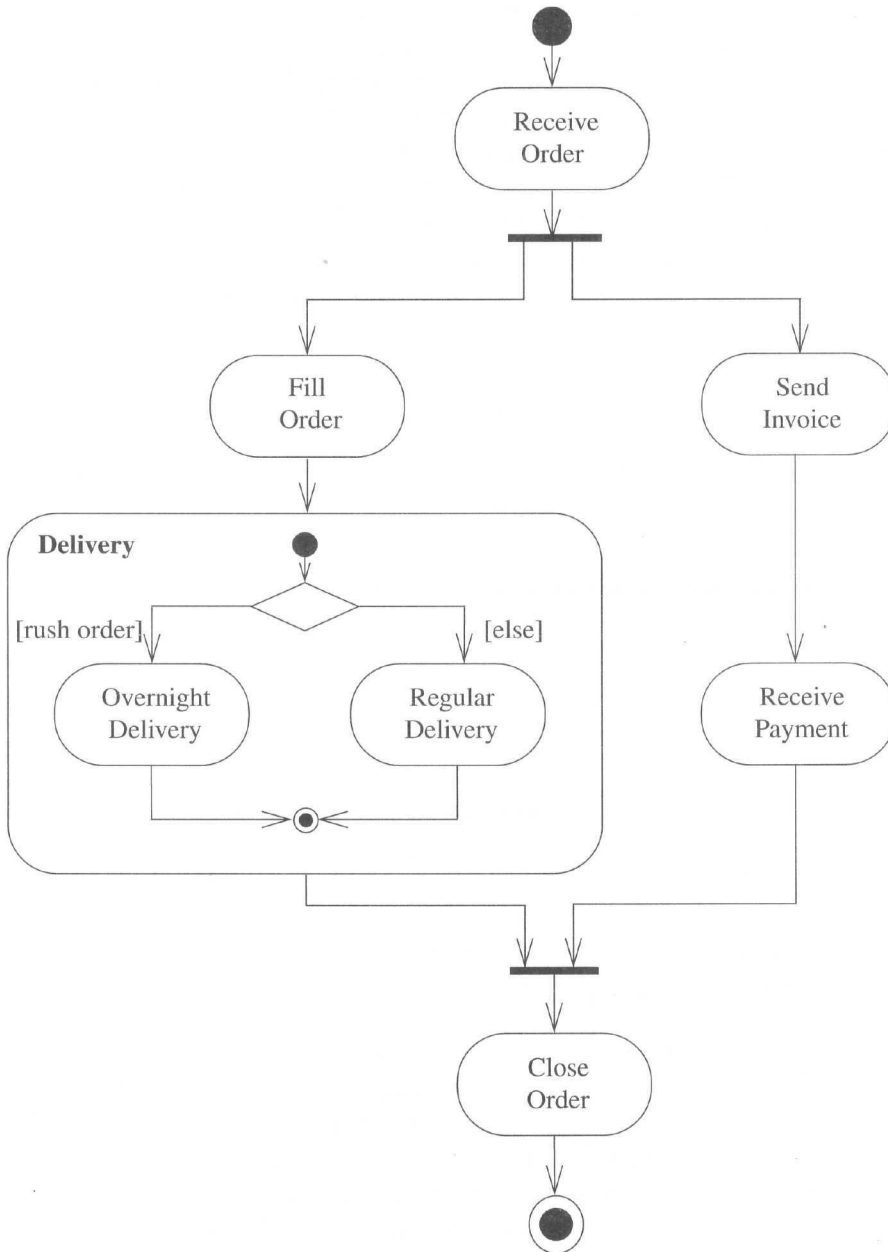 Receive
Order
Fill
Order
Send
Invoice
Delivery
[rush order]
[else]
Overnight
Delivery
Regular
Delivery
Receive
Payment
Close
Order